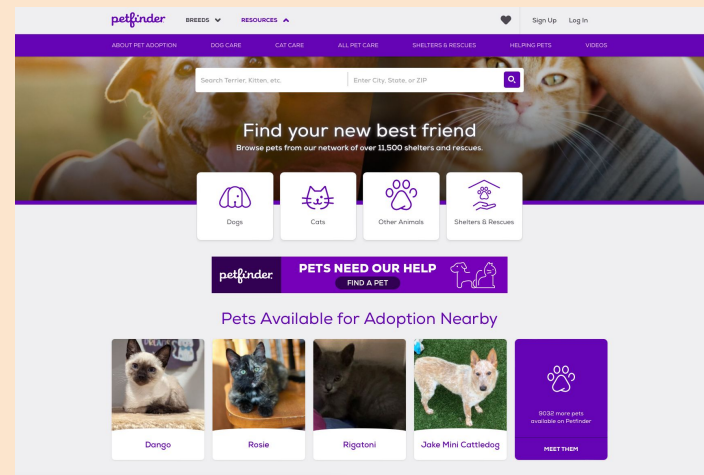 petfinder BREEDS RESOURCES Sign Up Log In
ABOUT PET ADOPTION DOG CARE CAT CARE ALL PET CARE SHELTERS & RESCUES HELPING PETS VIDEOS
Search Terrier, Kitten, etc. Enter City, State, or ZIP
Find your new best friend
Browse pets from our network of over 11,500 shelters and rescues.
Dogs Cats Other Animals Shelters & Rescues
petfinder. PETS NEED OUR HELP
FIND A PET
Pets Available for Adoption Nearby
9032 more pets
available on Petfinder
Dango Rosie Rigatoni Jake Mini Cattledog MEET THEM